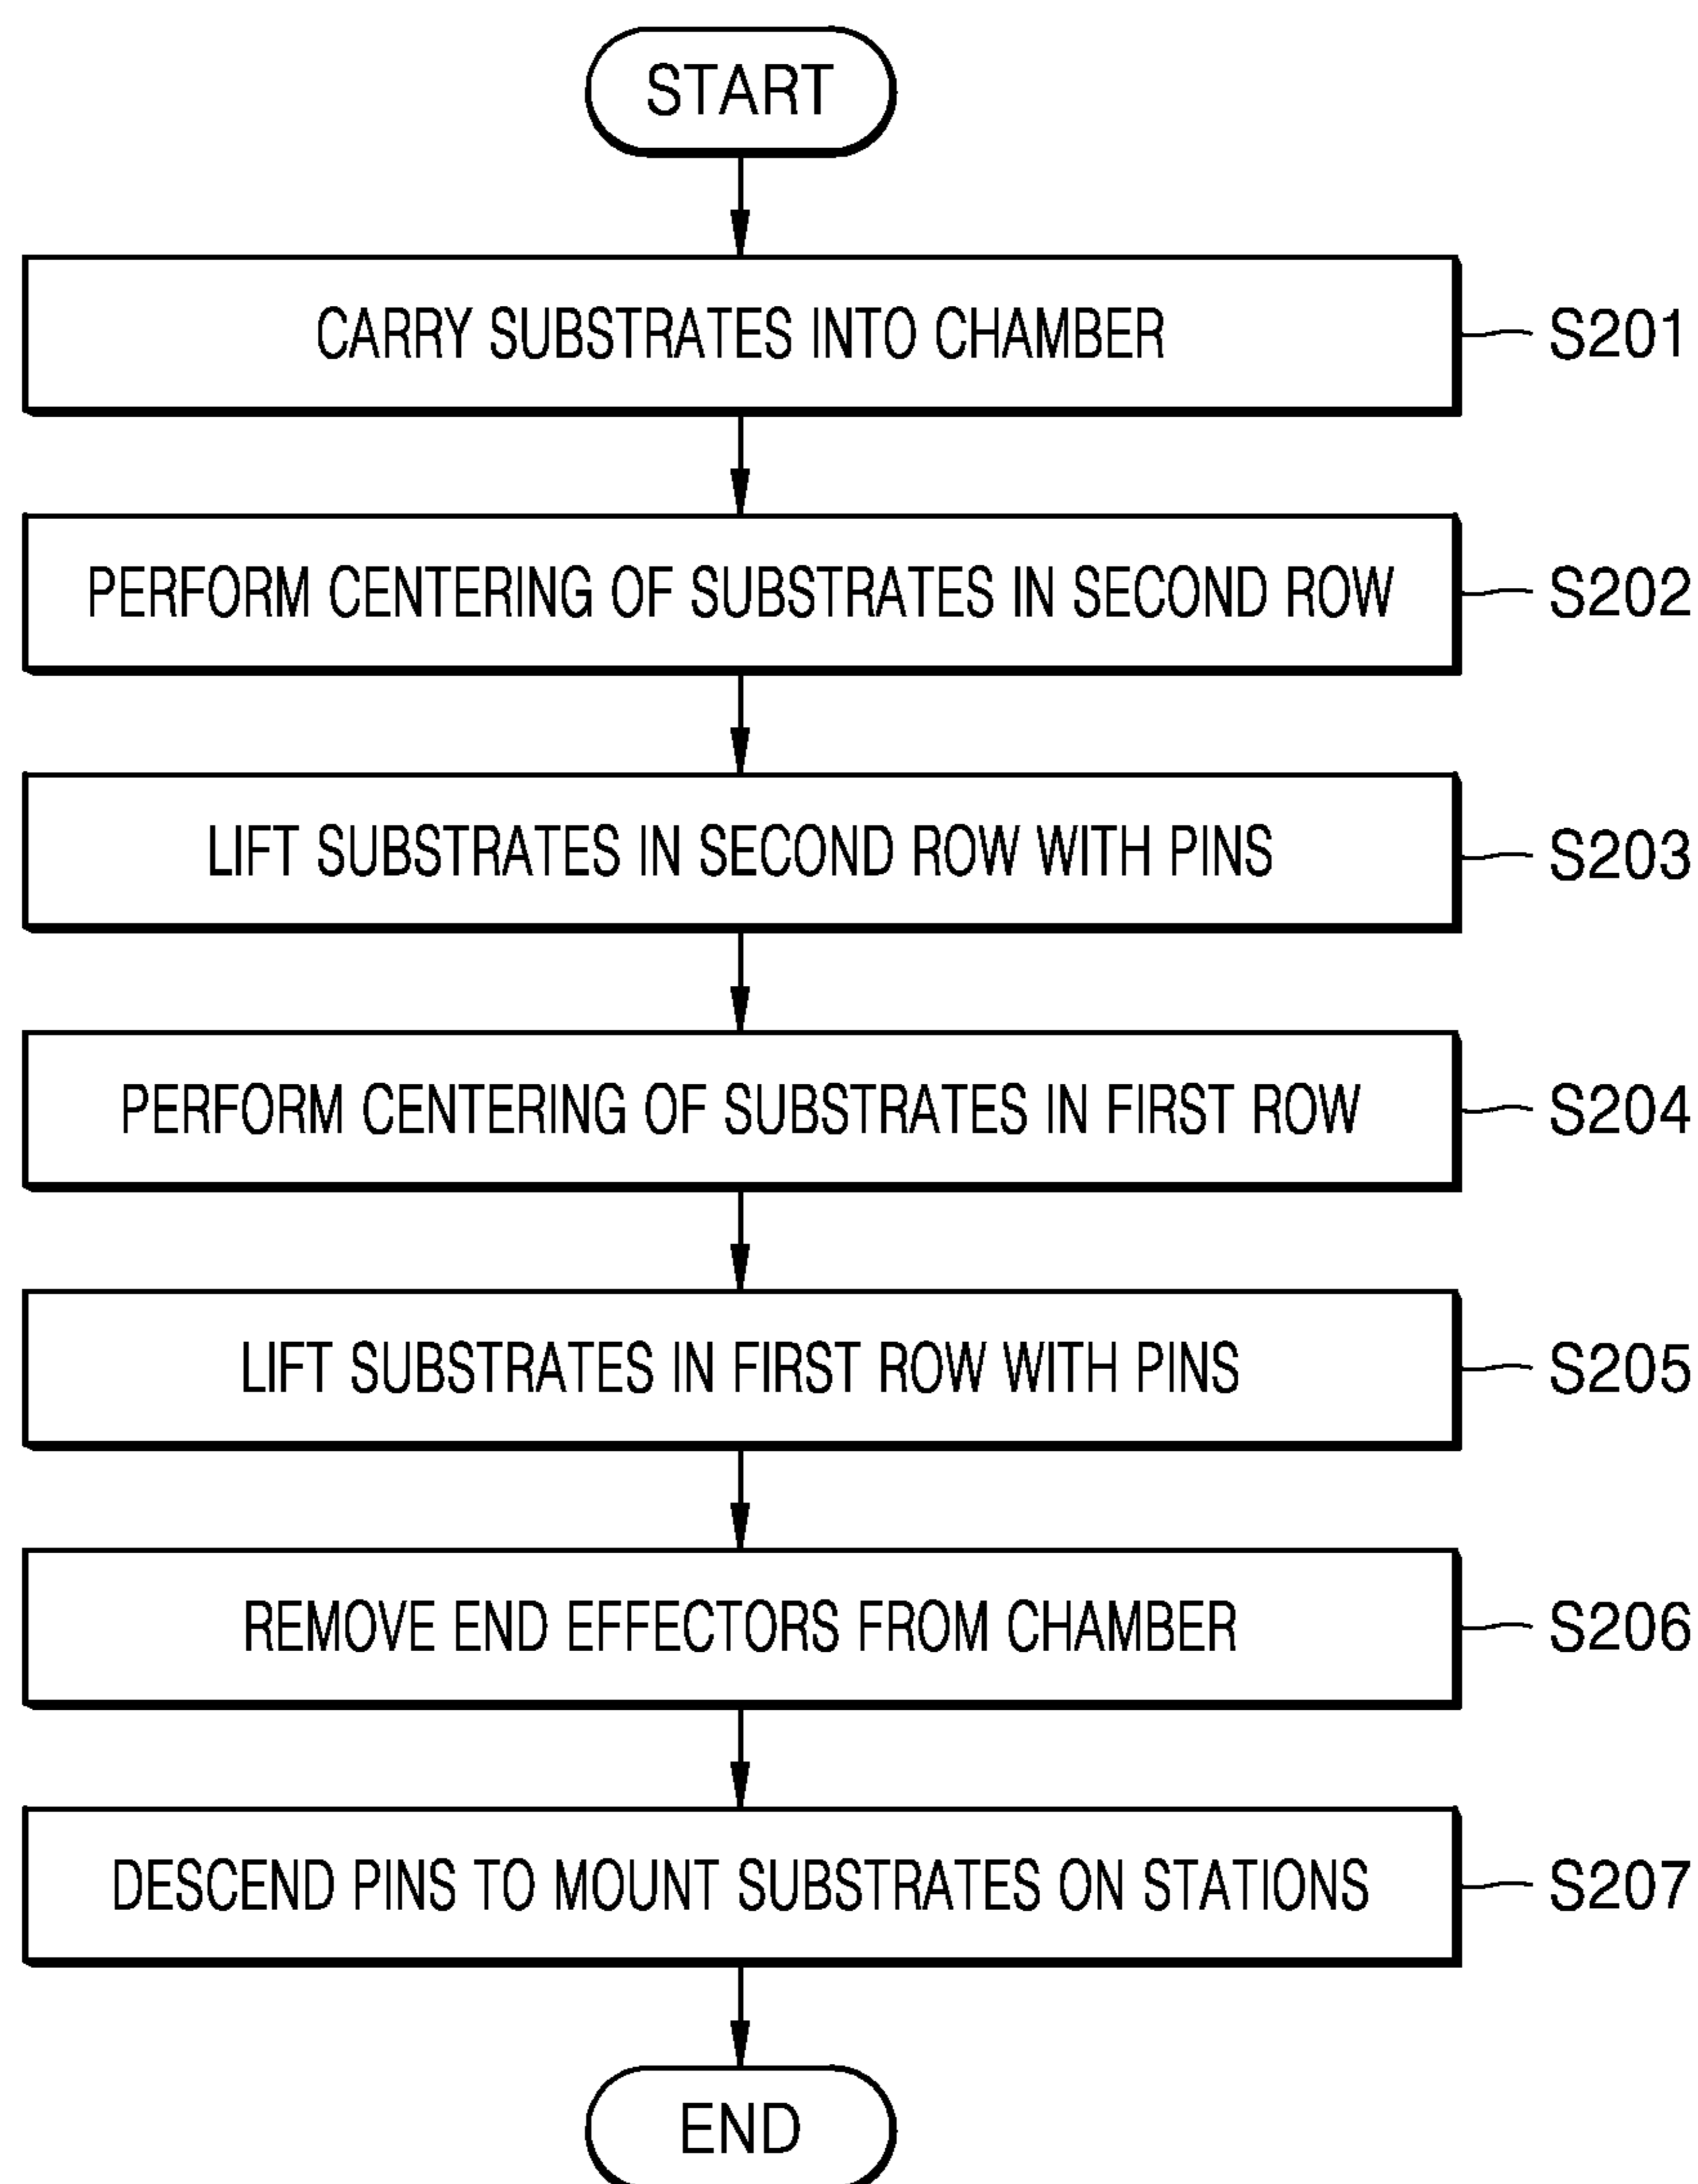 START
CARRY SUBSTRATES INTO CHAMBER
S201
PERFORM CENTERING OF SUBSTRATES IN SECOND ROW
S202
LIFT SUBSTRATES IN SECOND ROW WITH PINS
S203
PERFORM CENTERING OF SUBSTRATES IN FIRST ROW
S204
LIFT SUBSTRATES IN FIRST ROW WITH PINS
S205
REMOVE END EFFECTORS FROM CHAMBER
S206
DESCEND PINS TO MOUNT SUBSTRATES ON STATIONS
S207
END